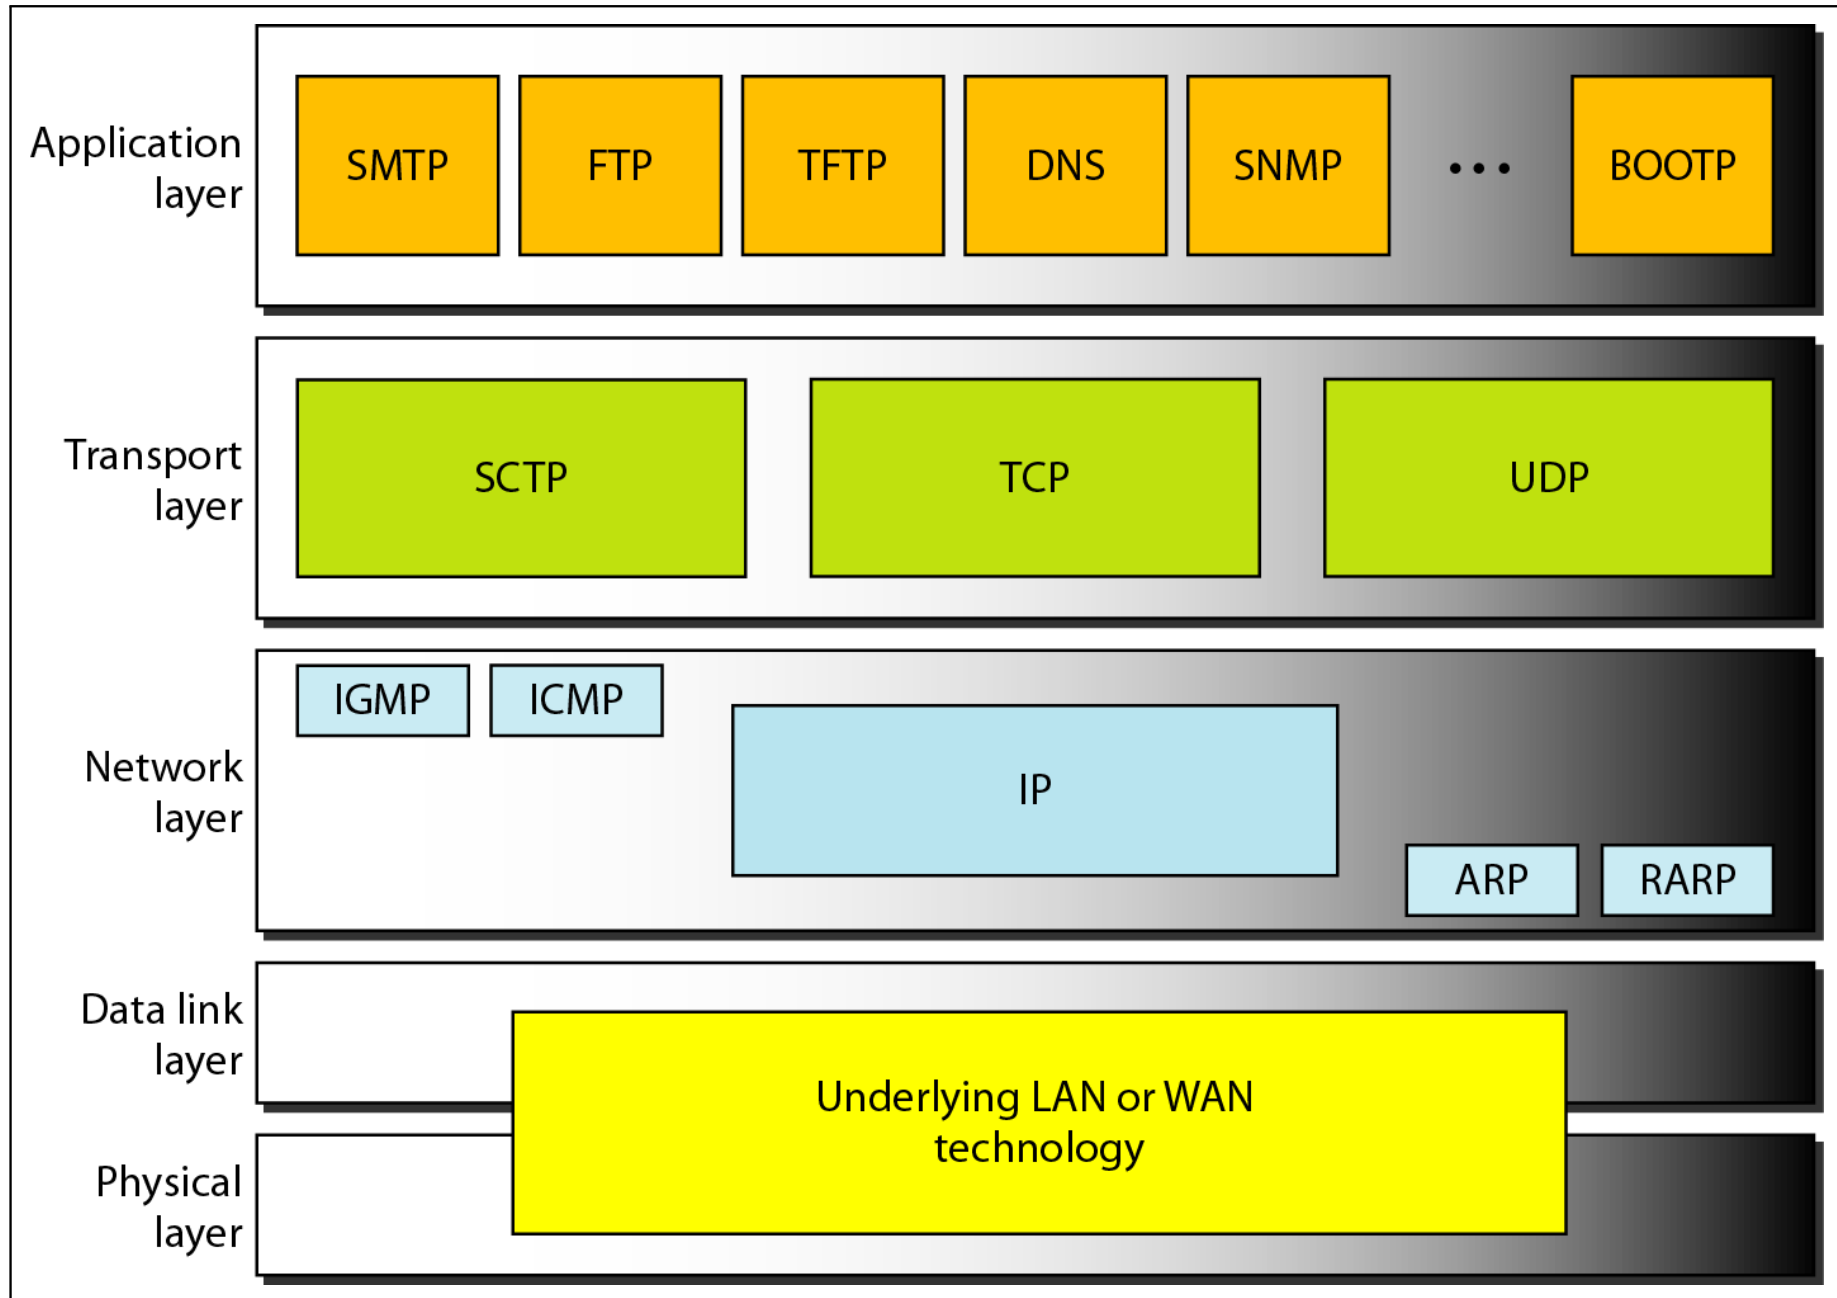 Application
layer
SMTP
FTP
TFTP
DNS
SNMP
...
BOOTP
Transport
layer
SCTP
TCP
UDP
Network
layer
IGMP
ICMP
IP
ARP
RARP
Data link
layer
Underlying LAN or WAN
technology
Physical
layer